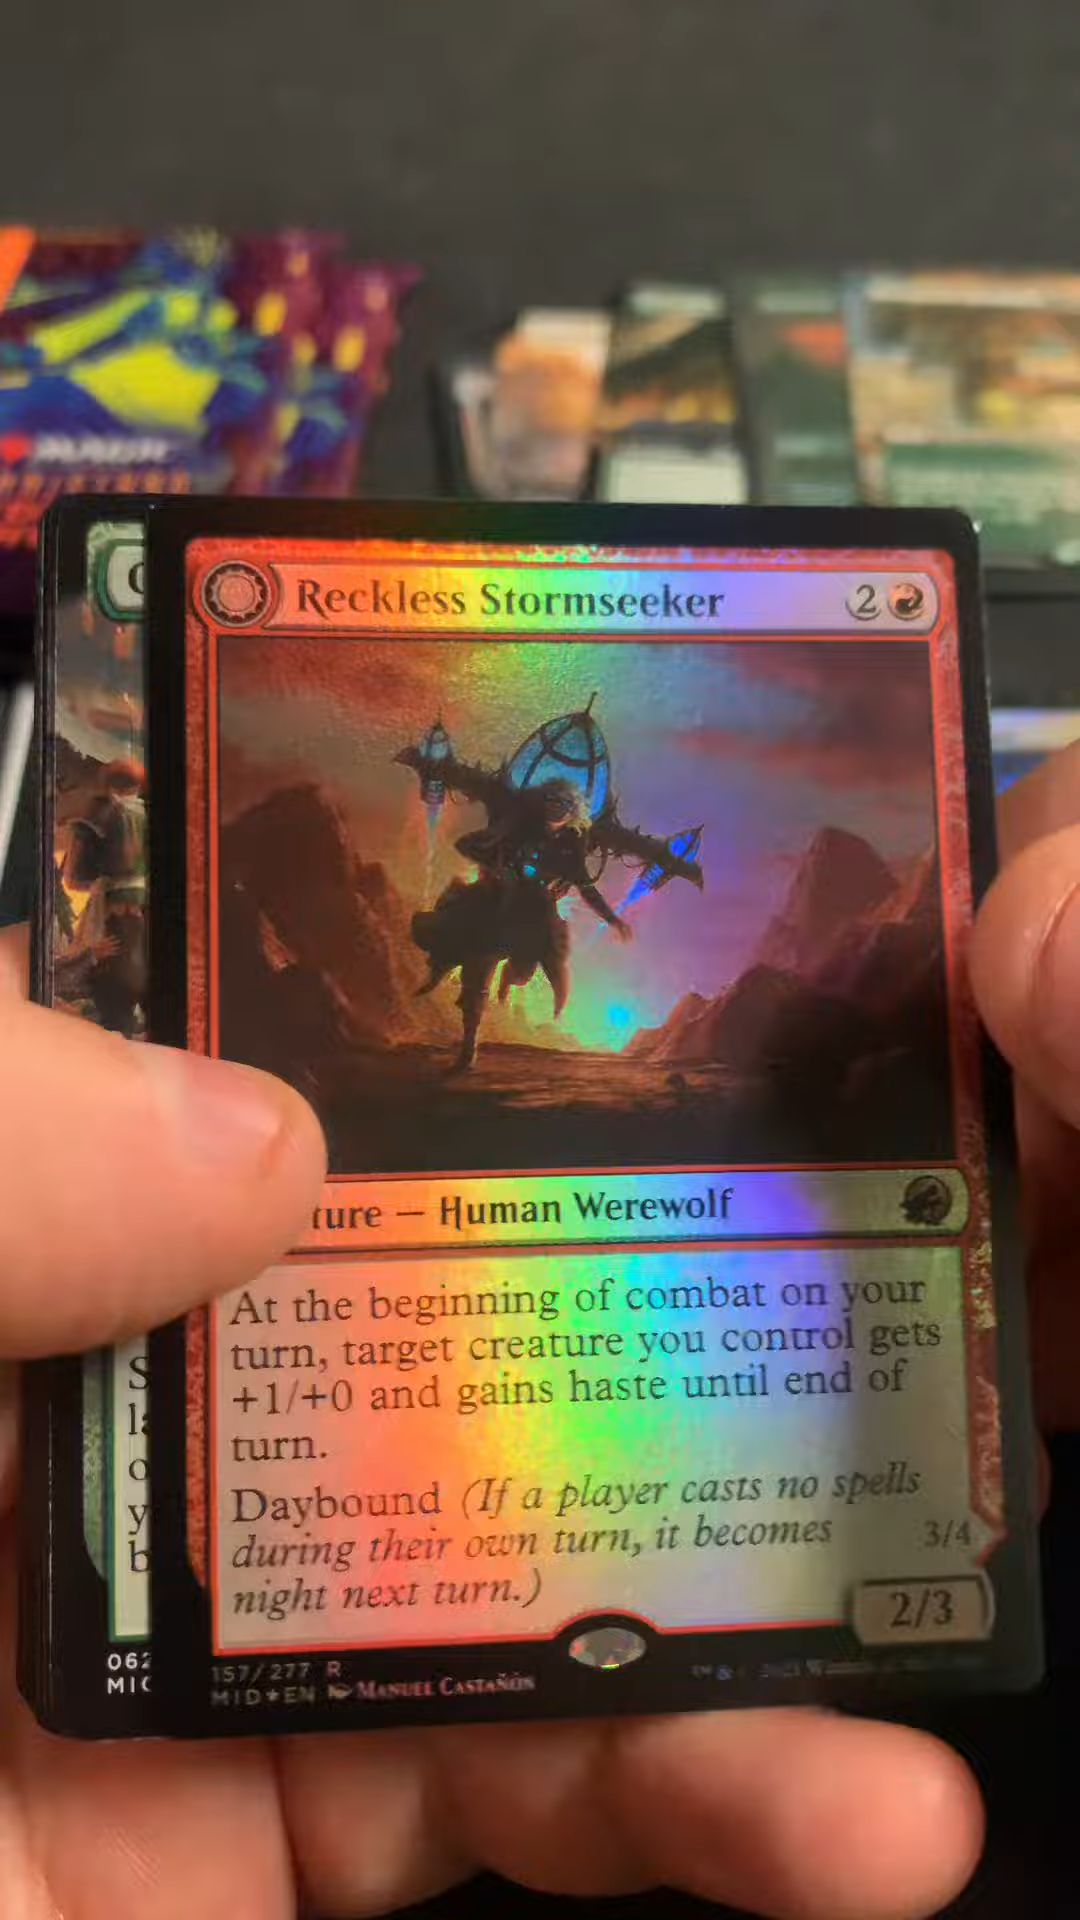 Reckless Stormseeker 2
ture — Human Werewolf
At the beginning of combat on your
turn, target creature you control gets
+1/+0 and gains haste until end of
turn.
Daybound (If a player casts no spells
during their own turn, it becomes
night next turn.)
3/4
2/3
157/277 R
MID★EN MANUEL CASTAÑÓN
S
la
o
y
b
062
MIC